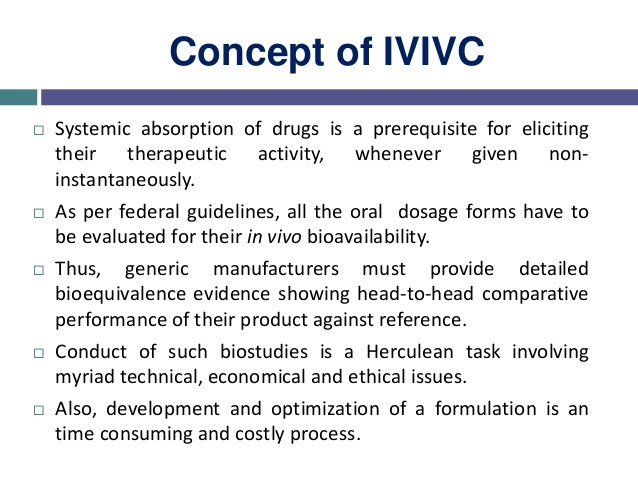 Concept of IVIVC
Systemic absorption of drugs is a prerequisite for eliciting
their therapeutic activity, whenever given non-
instantaneously.
As per federal guidelines, all the oral dosage forms have to
be evaluated for their in vivo bioavailability.
Thus, generic manufacturers must provide detailed
bioequivalence evidence showing head-to-head comparative
performance of their product against reference.
Conduct of such biostudies is a Herculean task involving
myriad technical, economical and ethical issues.
Also, development and optimization of a formulation is an
time consuming and costly process.